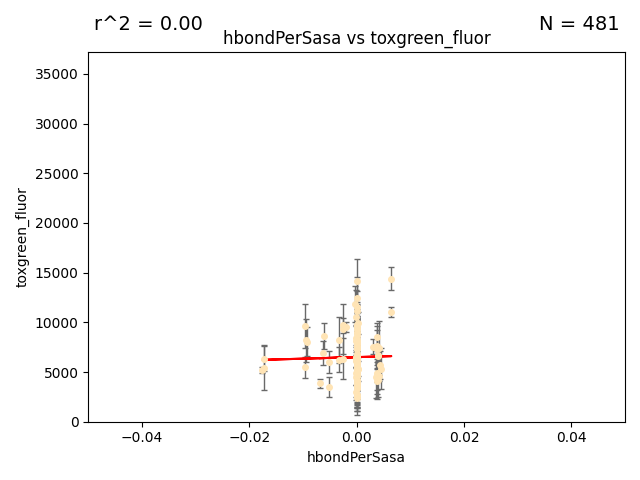 r^2 = 0.00
N = 481
hbondPerSasa vs toxgreen_fluor
35000
30000
25000
20000
15000
10000
5000
0
toxgreen_fluor
−0.04
−0.02
0.00
0.02
0.04
hbondPerSasa